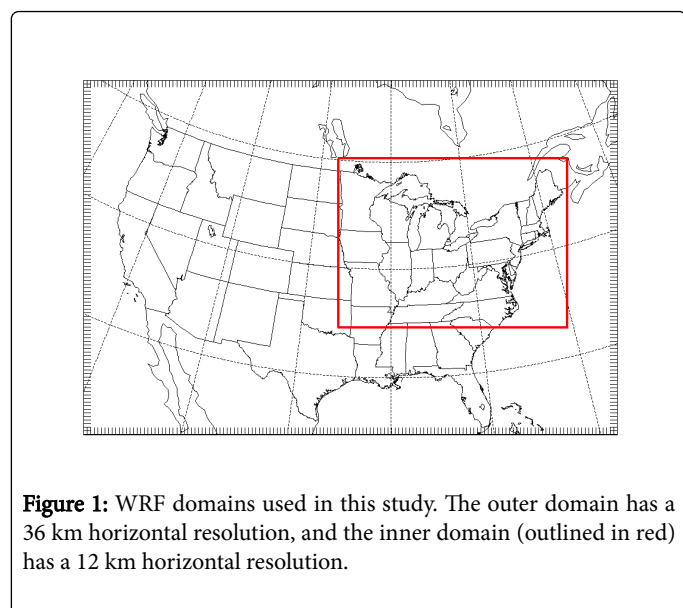 Figure 1: WRF domains used in this study. The outer domain has a
36 km horizontal resolution, and the inner domain (outlined in red)
has a 12 km horizontal resolution.